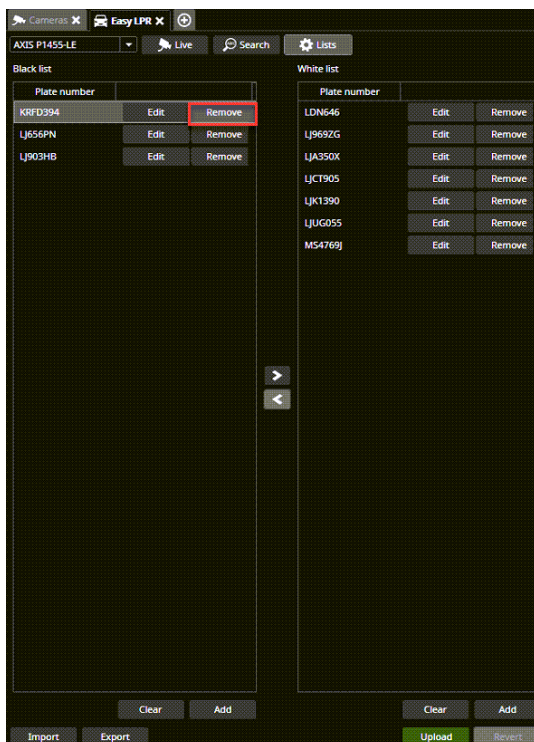 Cameras Easy LPR
AXIS P1455-LE Live Search Lists
Black list White list
Plate number Plate number
KRFD394 Edit Remove LDN646 Edit Remove
LJ656PN Edit Remove LJ969ZG Edit Remove
LJ903HB Edit Remove LJA350X Edit Remove
LJCT905 Edit Remove
LJK1390 Edit Remove
LJUG055 Edit Remove
MS4769J Edit Remove
Clear Add Clear Add
Import Export Upload Revert